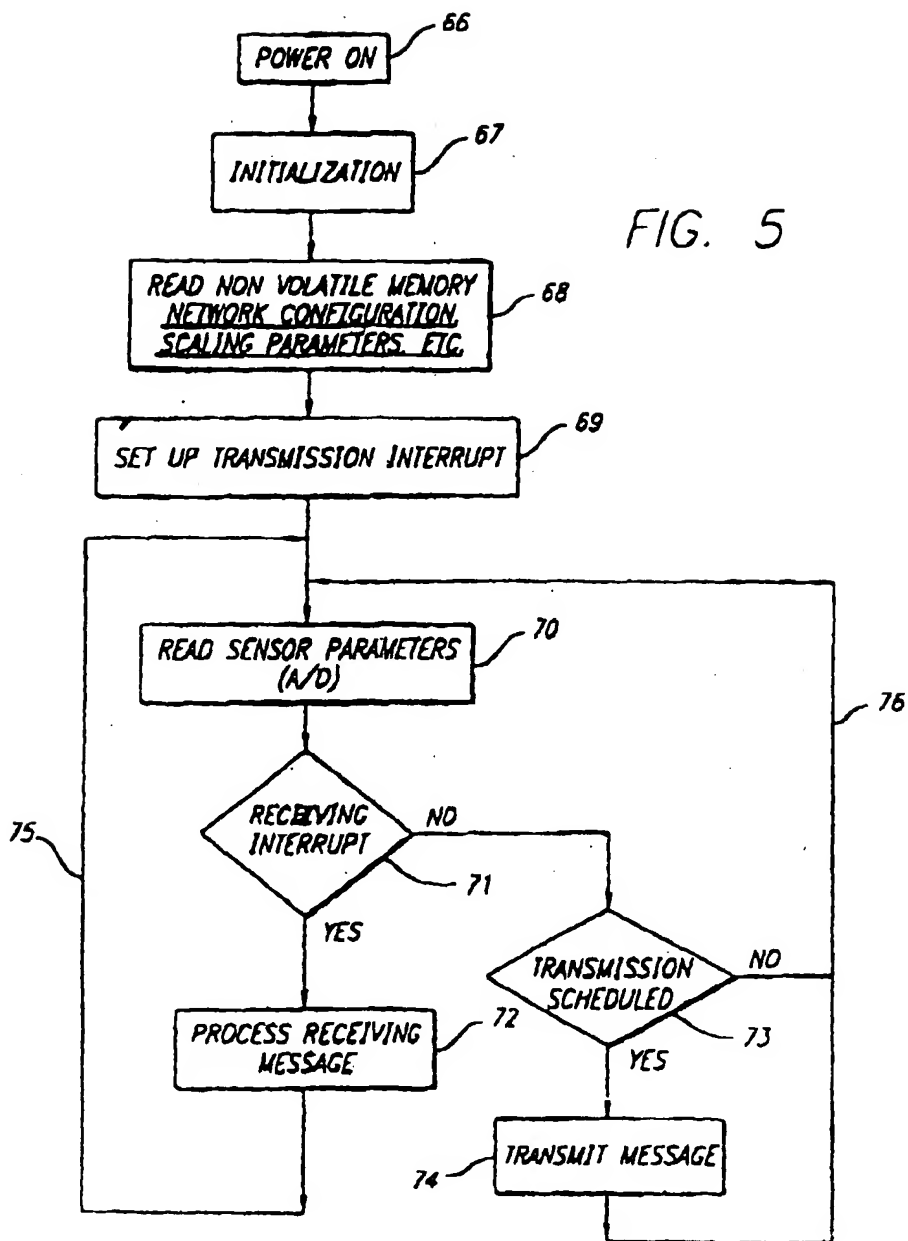 66
POWER ON
67
INITIALIZATION
FIG. 5
READ NON VOLATILE MEMORY
NETWORK CONFIGURATION,
SCALING PARAMETERS, ETC.
68
69
SET UP TRANSMISSION INTERRUPT
READ SENSOR PARAMETERS
(A/D)
70
76
RECEIVING
INTERRUPT
NO
75
71
YES
TRANSMISSION
SCHEDULED
NO
PROCESS RECEIVING
MESSAGE
72
73
YES
TRANSMIT MESSAGE
74